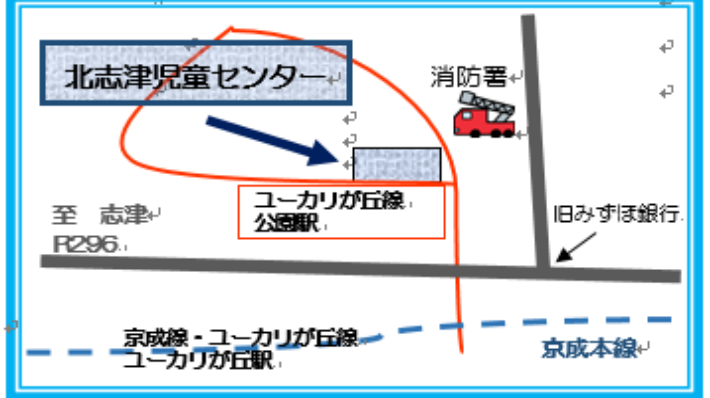 北志津児童センター
消防署
ユーカリが丘線
公園駅
至　志津
R296
旧みずほ銀行
京成線・ユーカリが丘線
ユーカリが丘駅
京成本線